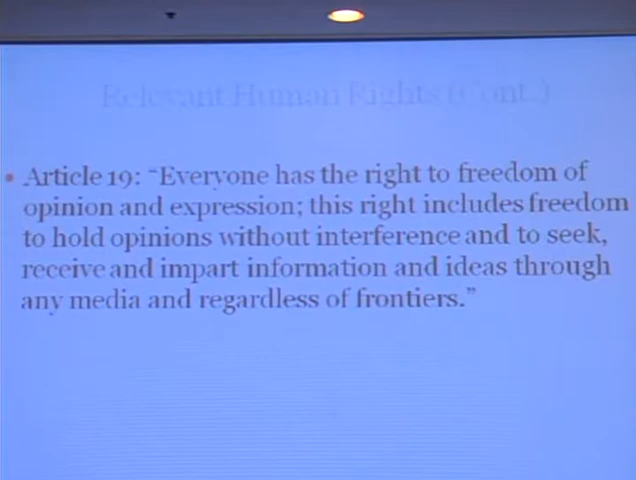 Relevant Human Rights (Cont.)
• Article 19: “Everyone has the right to freedom of
opinion and expression; this right includes freedom
to hold opinions without interference and to seek,
receive and impart information and ideas through
any media and regardless of frontiers.”